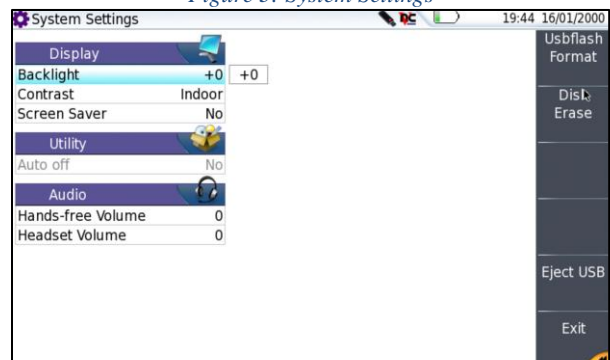 Figure 3: System Settings
System Settings DC 19:44 16/01/2000
Display
Backlight +0 +0
Contrast Indoor
Screen Saver No
Utility
Auto off No
Audio
Hands-free Volume 0
Headset Volume 0
Usbflash
Format
Disk
Erase
Eject USB
Exit